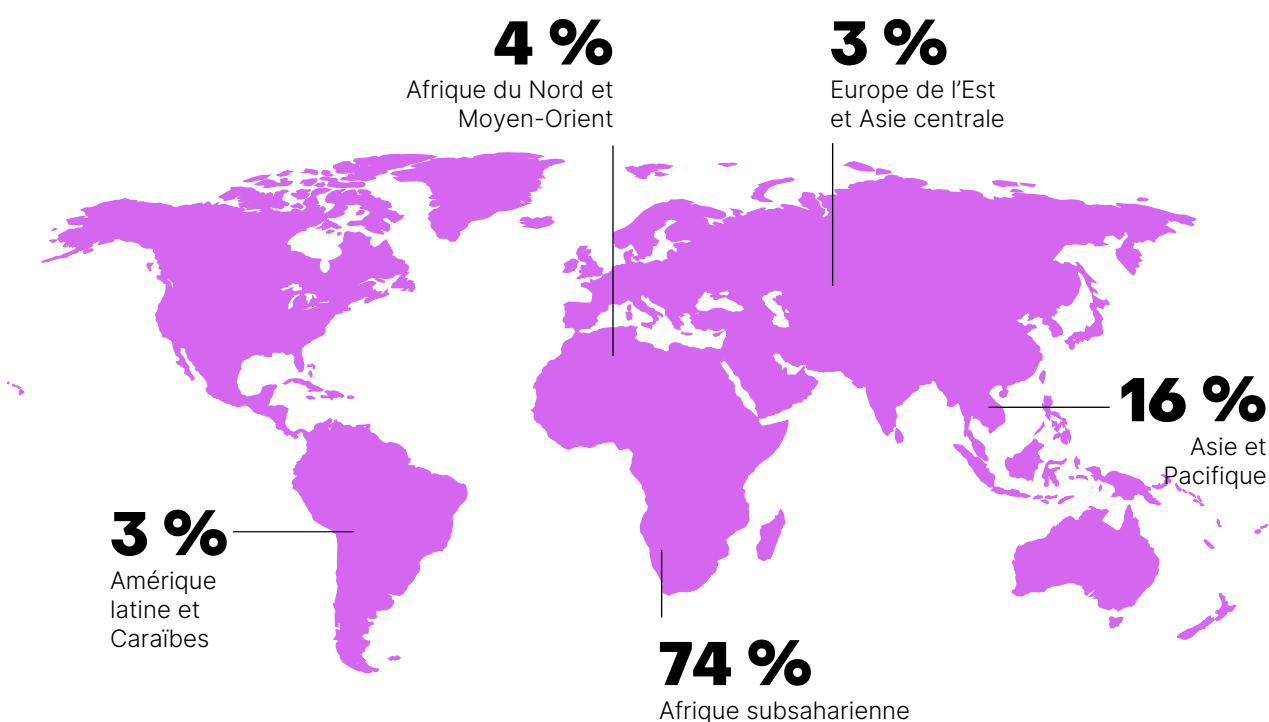 4 %
Afrique du Nord et
Moyen-Orient
3 %
Europe de l’Est
et Asie centrale
16 %
Asie et
Pacifique
3 %
Amérique
latine et
Caraïbes
74 %
Afrique subsaharienne